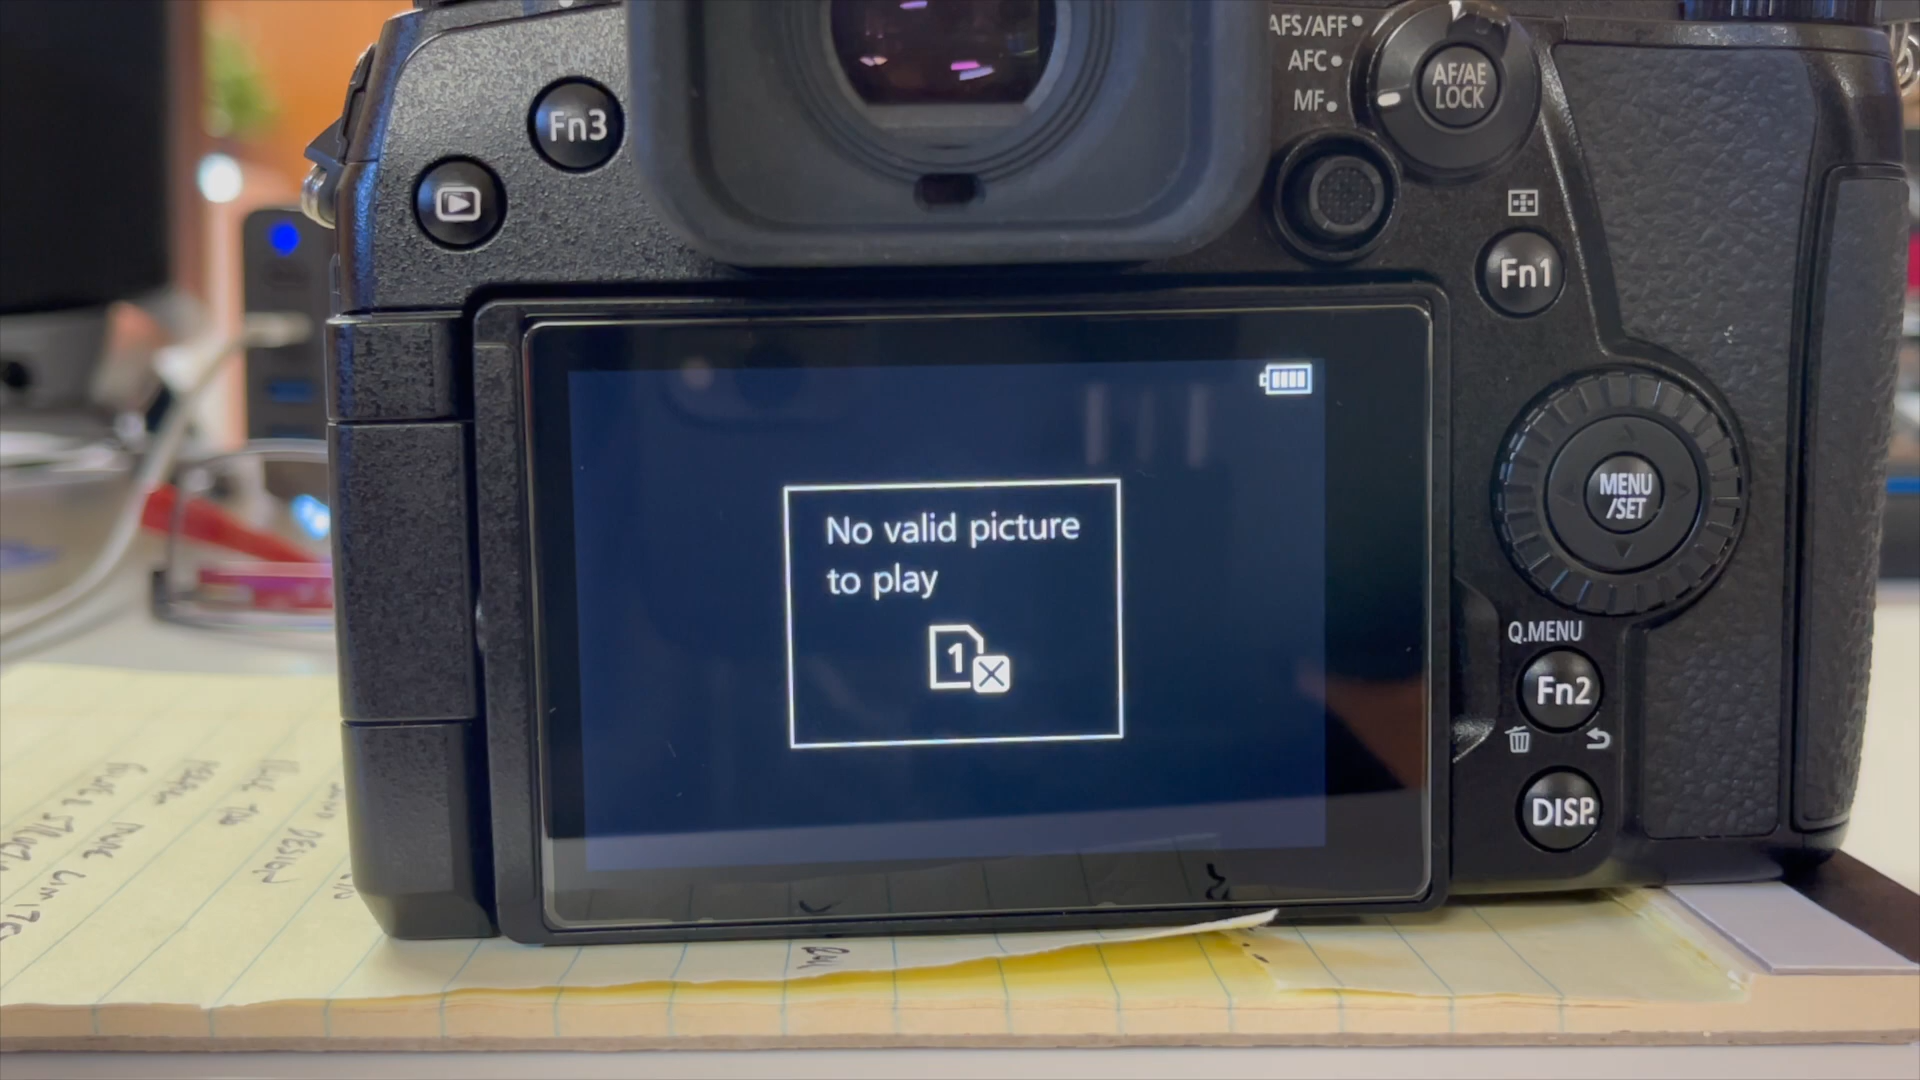 AFS/AFF
AFC
MF
AF/AE
LOCK
Fn3
Fn1
No valid picture
to play
1
MENU
/SET
Q.MENU
Fn2
DISP.
DESIGN